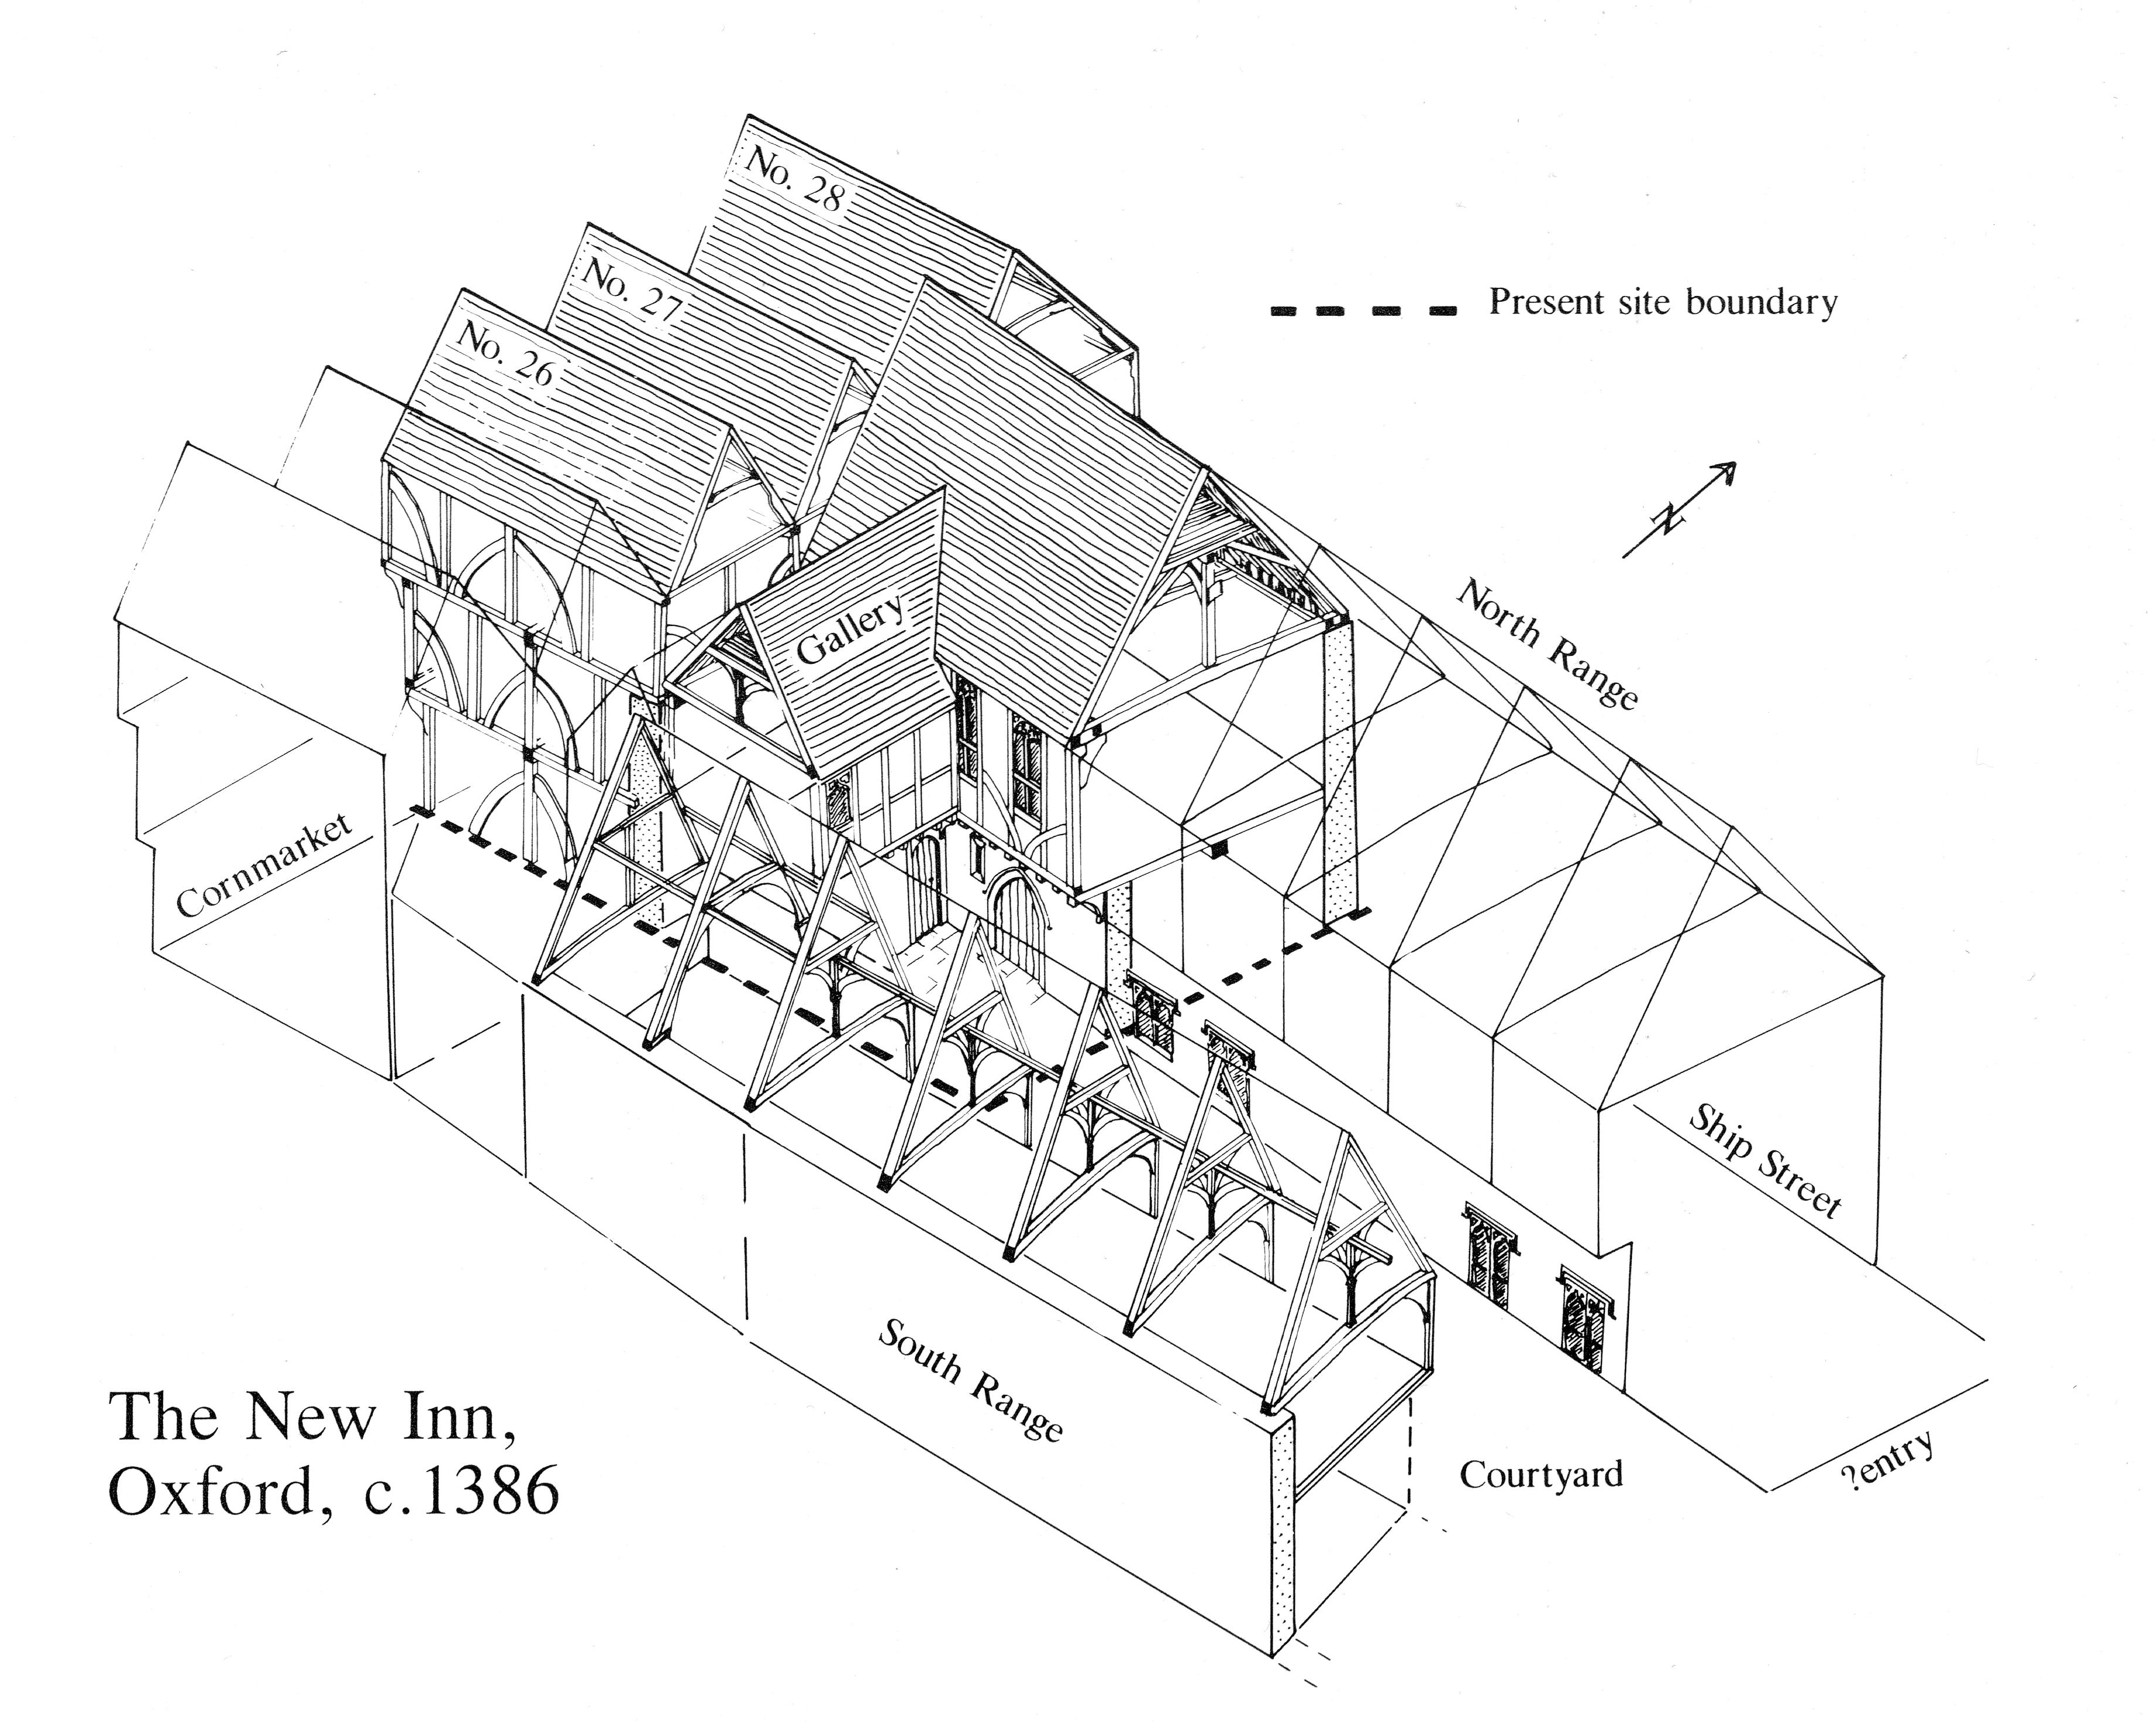 No. 28
No. 27
No. 26
Present site boundary
N
Gallery
North Range
Cornmarket
Ship Street
South Range
The New Inn,
Oxford, c.1386
Courtyard
?entry